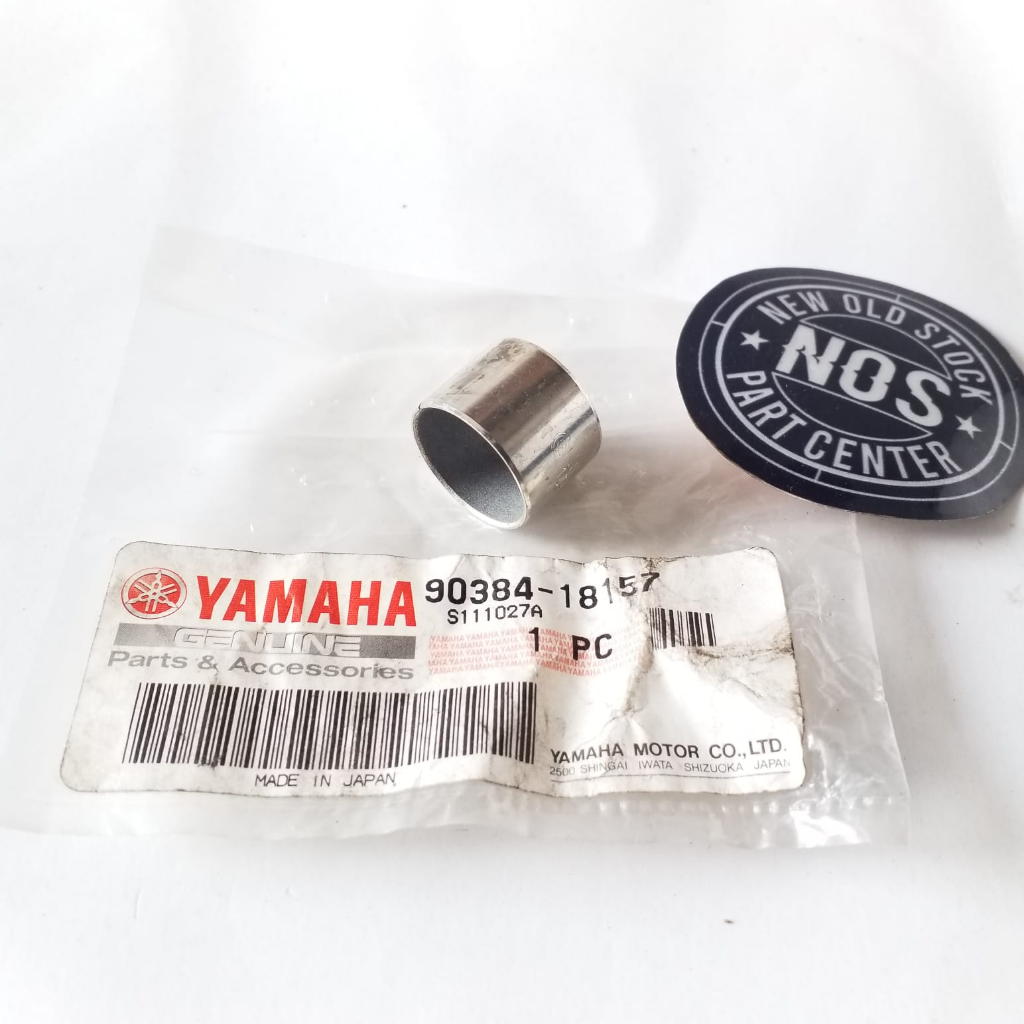 NEW OLD STOCK
NOS
PART CENTER
YAMAHA
90384-18157
S111027A
GENUINE
1 PC
Parts & Accessories
YAMAHA MOTOR CO.,LTD.
2500 SHINGAI IWATA SHIZUOKA JAPAN
MADE IN JAPAN